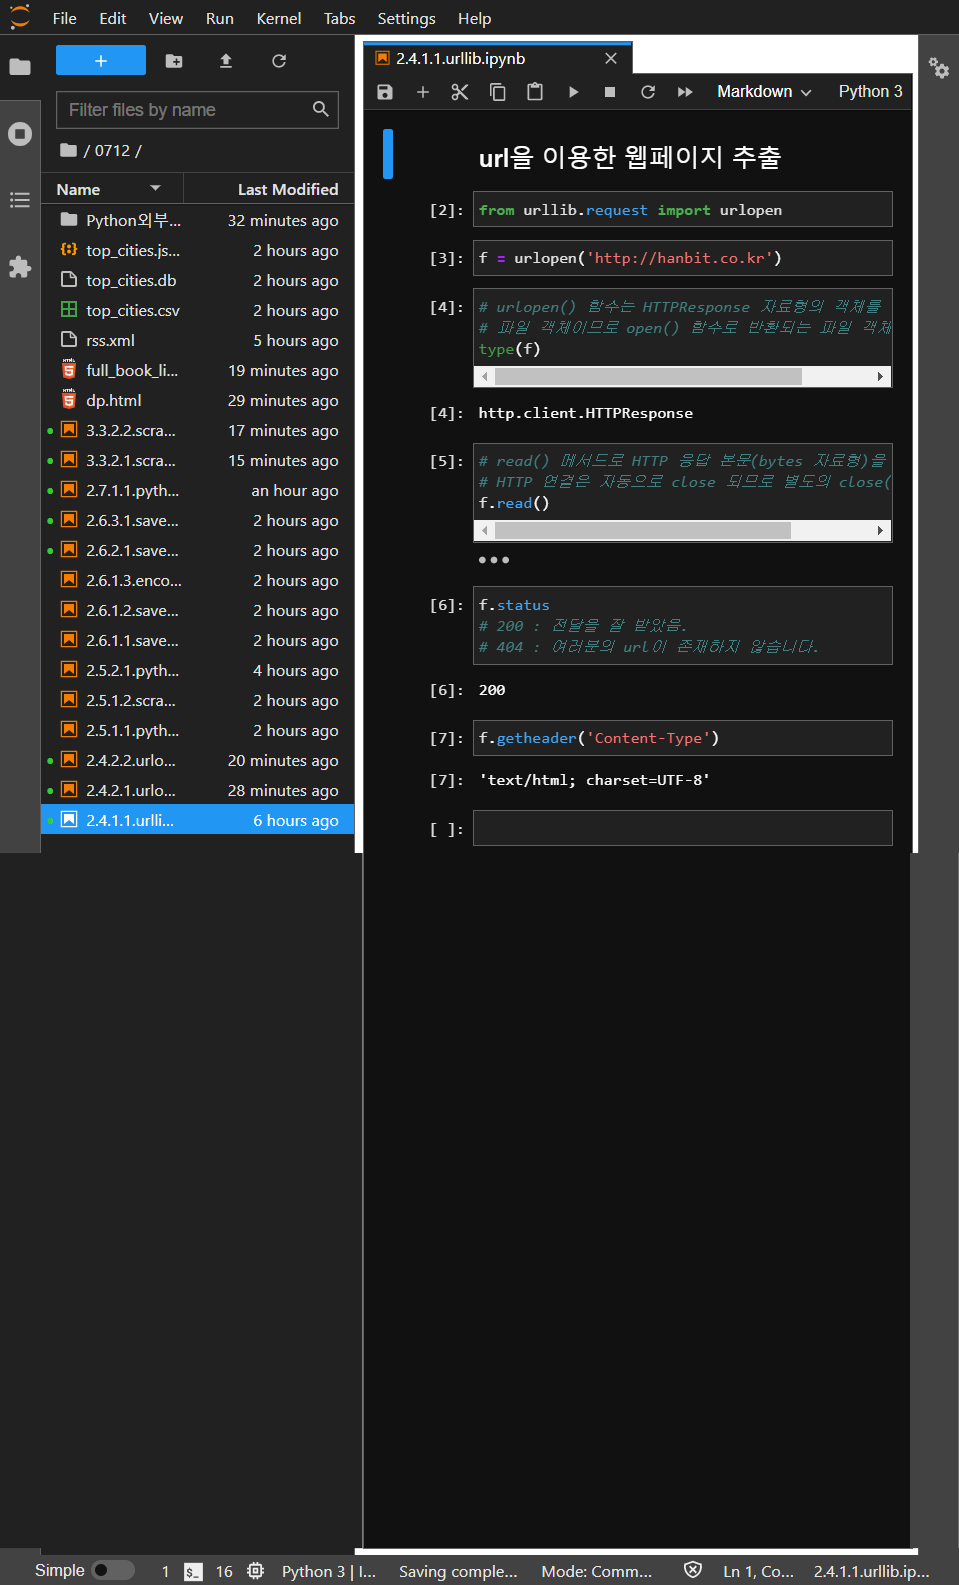 File Edit View Run Kernel Tabs Settings Help
+
Filter files by name
/ 0712 /
Name Last Modified
Python외부... 32 minutes ago
top_cities.js... 2 hours ago
top_cities.db 2 hours ago
top_cities.csv 2 hours ago
rss.xml 5 hours ago
full_book_li... 19 minutes ago
dp.html 29 minutes ago
3.3.2.2.scra... 17 minutes ago
3.3.2.1.scra... 15 minutes ago
2.7.1.1.pyth... an hour ago
2.6.3.1.save... 2 hours ago
2.6.2.1.save... 2 hours ago
2.6.1.3.enco... 2 hours ago
2.6.1.2.save... 2 hours ago
2.6.1.1.save... 2 hours ago
2.5.2.1.pyth... 4 hours ago
2.5.1.2.scra... 2 hours ago
2.5.1.1.pyth... 2 hours ago
2.4.2.2.urlo... 20 minutes ago
2.4.2.1.urlo... 28 minutes ago
2.4.1.1.urlli... 6 hours ago
2.4.1.1.urllib.ipynb
Markdown Python 3
url을 이용한 웹페이지 추출
[2]: from urllib.request import urlopen
[3]: f = urlopen('http://hanbit.co.kr')
[4]: # urlopen() 함수는 HTTPResponse 자료형의 객체를
# 파일 객체이므로 open() 함수로 반환되는 파일 객체
type(f)
[4]: http.client.HTTPResponse
[5]: # read() 메서드로 HTTP 응답 본문(bytes 자료형)을
# HTTP 연결은 자동으로 close 되므로 별도의 close(
f.read()
[6]: f.status
# 200 : 전달을 잘 받았음.
# 404 : 여러분의 url이 존재하지 않습니다.
[6]: 200
[7]: f.getheader('Content-Type')
[7]: 'text/html; charset=UTF-8'
[ ]:
Simple 1 $_ 16 Python 3 | I... Saving comple... Mode: Comm... Ln 1, Co... 2.4.1.1.urllib.ip...